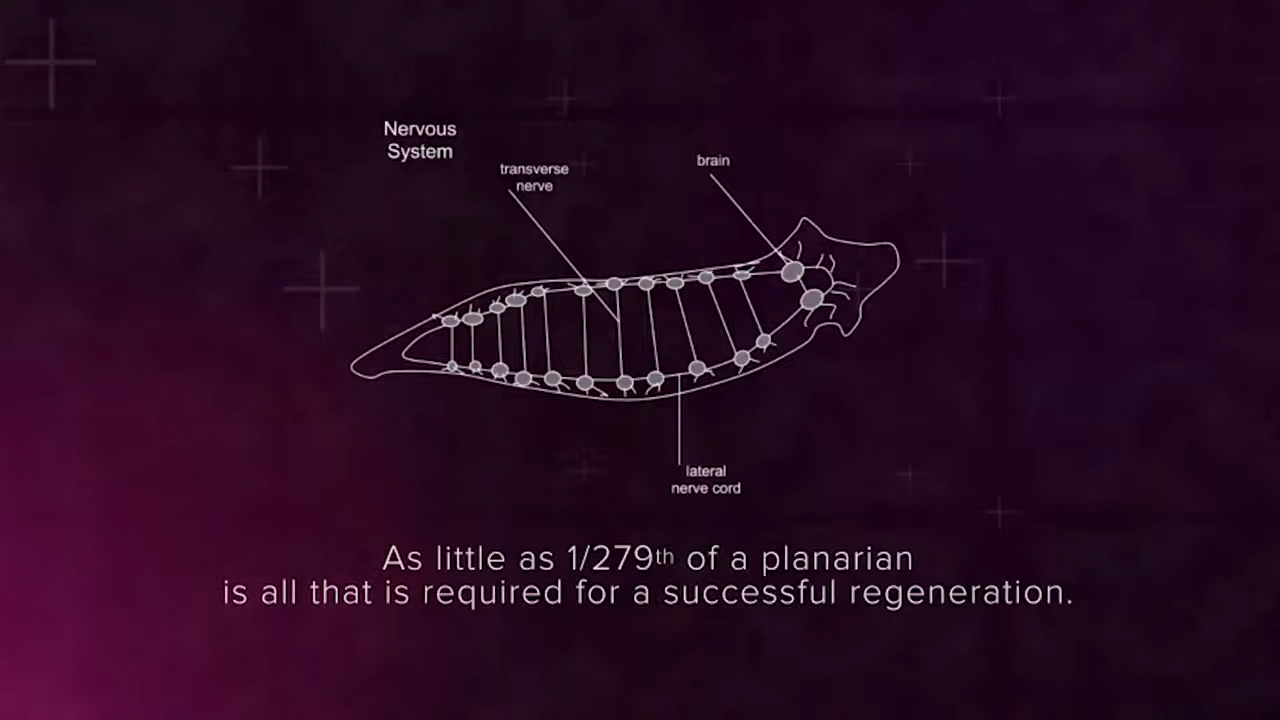 Nervous
System
transverse
nerve
brain
lateral
nerve cord
As little as 1/279th of a planarian
is all that is required for a successful regeneration.